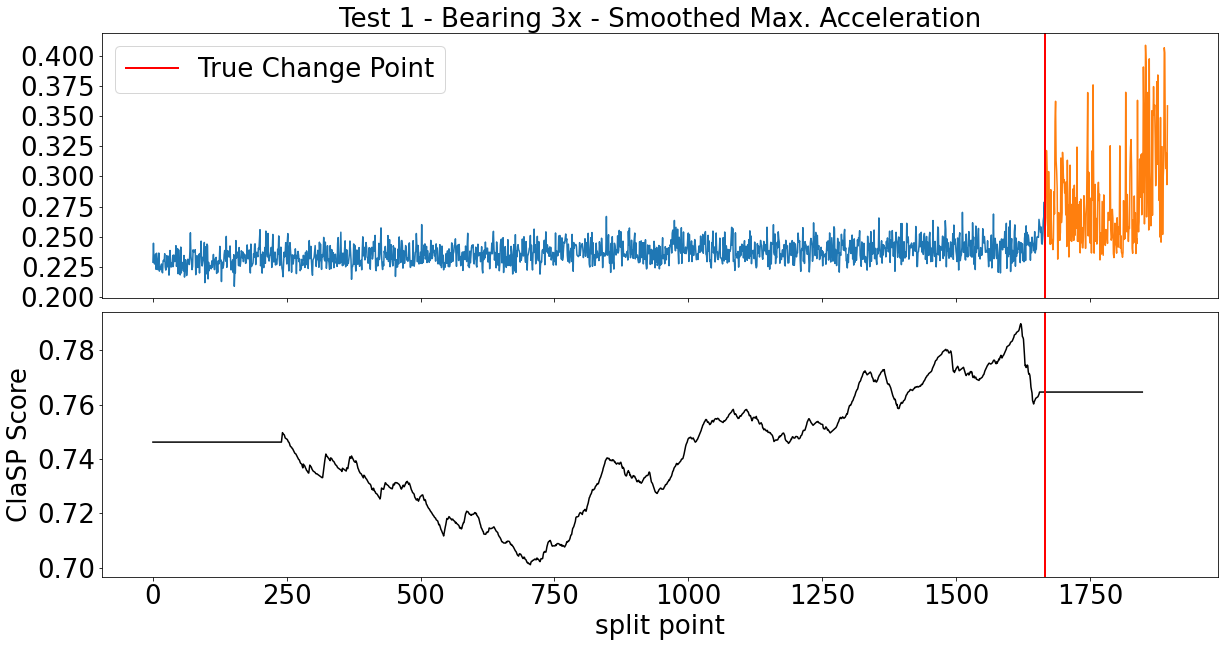 Test 1 - Bearing 3x - Smoothed Max. Acceleration
True Change Point
0.400
0.375
0.350
0.325
0.300
0.275
0.250
0.225
0.200
ClaSP Score
0.78
0.76
0.74
0.72
0.70
0 250 500 750 1000 1250 1500 1750
split point